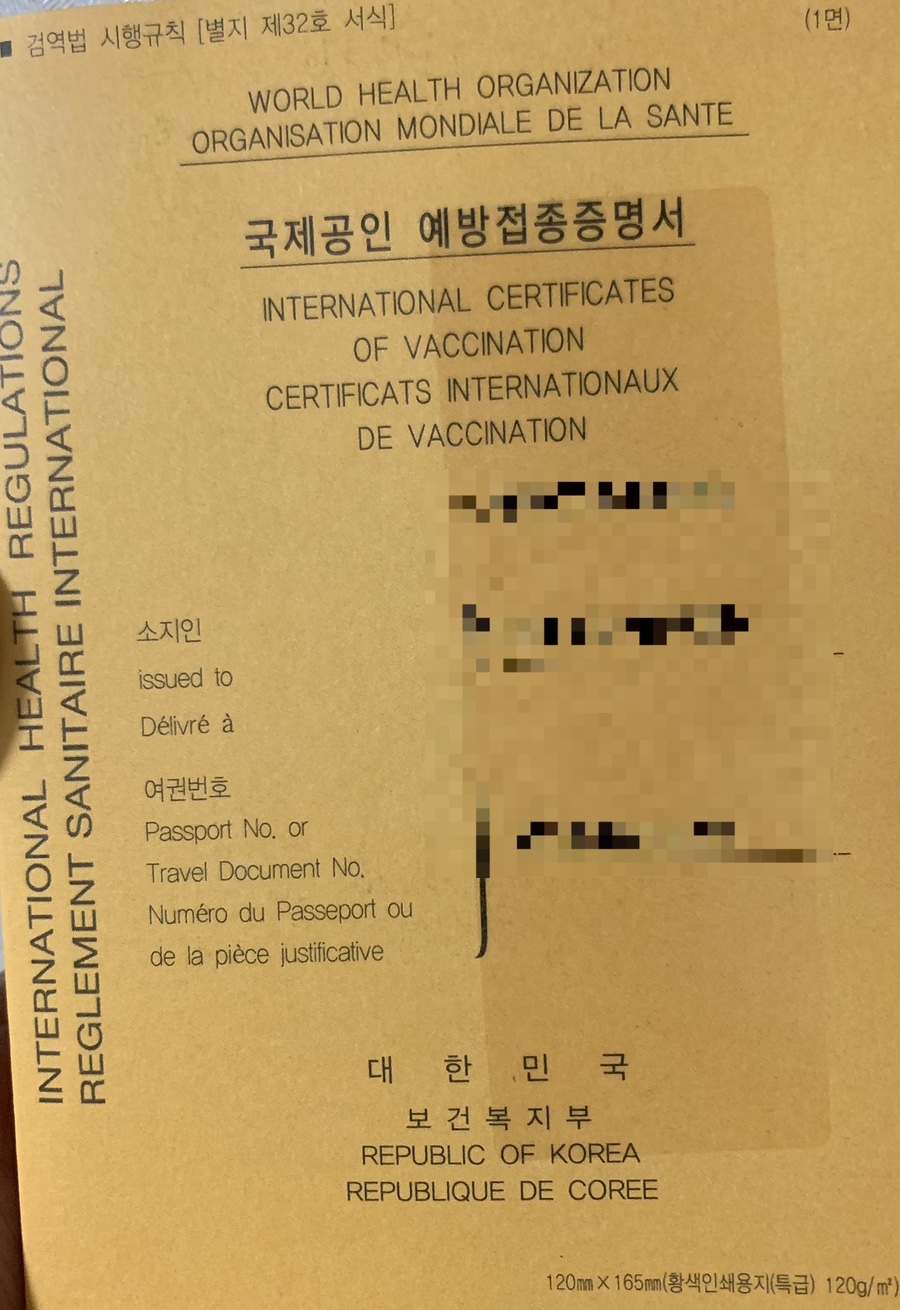 ■ 검역법 시행규칙 [별지 제32호 서식]
(1면)
WORLD HEALTH ORGANIZATION
ORGANISATION MONDIALE DE LA SANTE
국제공인 예방접종증명서
INTERNATIONAL CERTIFICATES
OF VACCINATION
CERTIFICATS INTERNATIONAUX
DE VACCINATION
INTERNATIONAL HEALTH REGULATIONS
REGLEMENT SANITAIRE INTERNATIONAL
소지인
issued to
Délivré à
여권번호
Passport No. or
Travel Document No.
Numéro du Passeport ou
de la pièce justificative
대 한 민 국
보건복지부
REPUBLIC OF KOREA
REPUBLIQUE DE COREE
120㎜×165㎜(황색인쇄용지(특급) 120g/㎡)